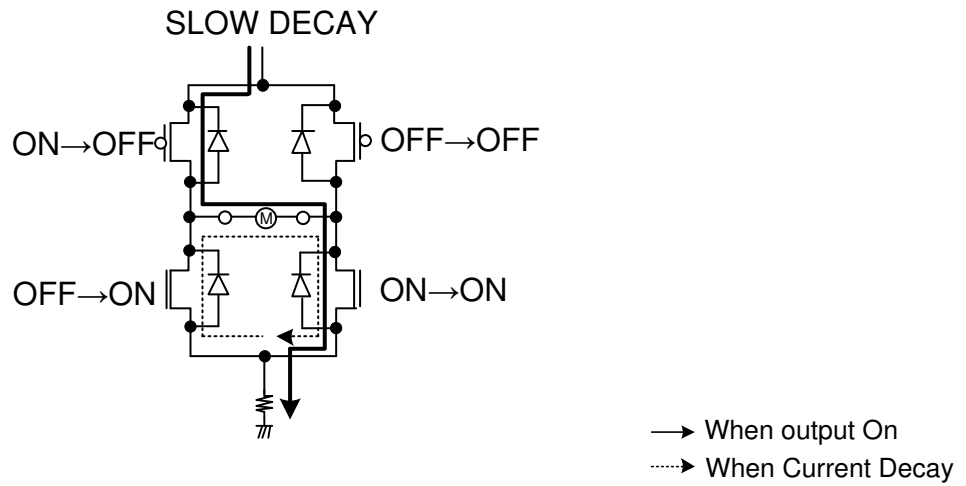 SLOW DECAY
ON→OFF
OFF→OFF
M
OFF→ON
ON→ON
When output On
When Current Decay